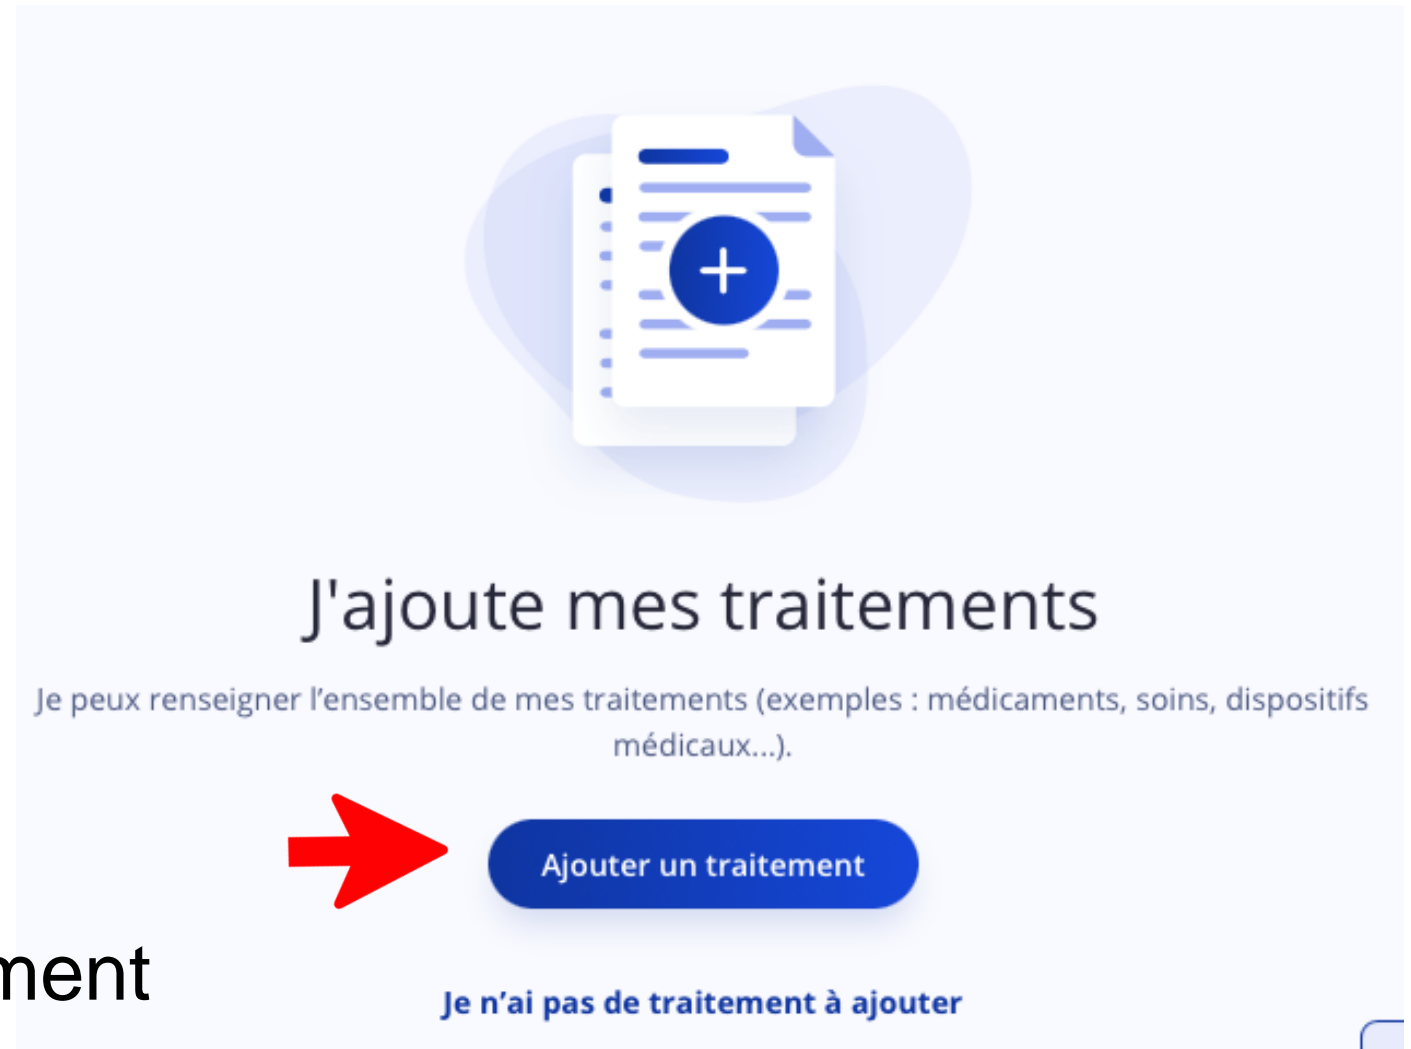 J'ajoute mes traitements
Je peux renseigner l’ensemble de mes traitements (exemples : médicaments, soins, dispositifs
médicaux...).
Ajouter un traitement
ment
Je n’ai pas de traitement à ajouter